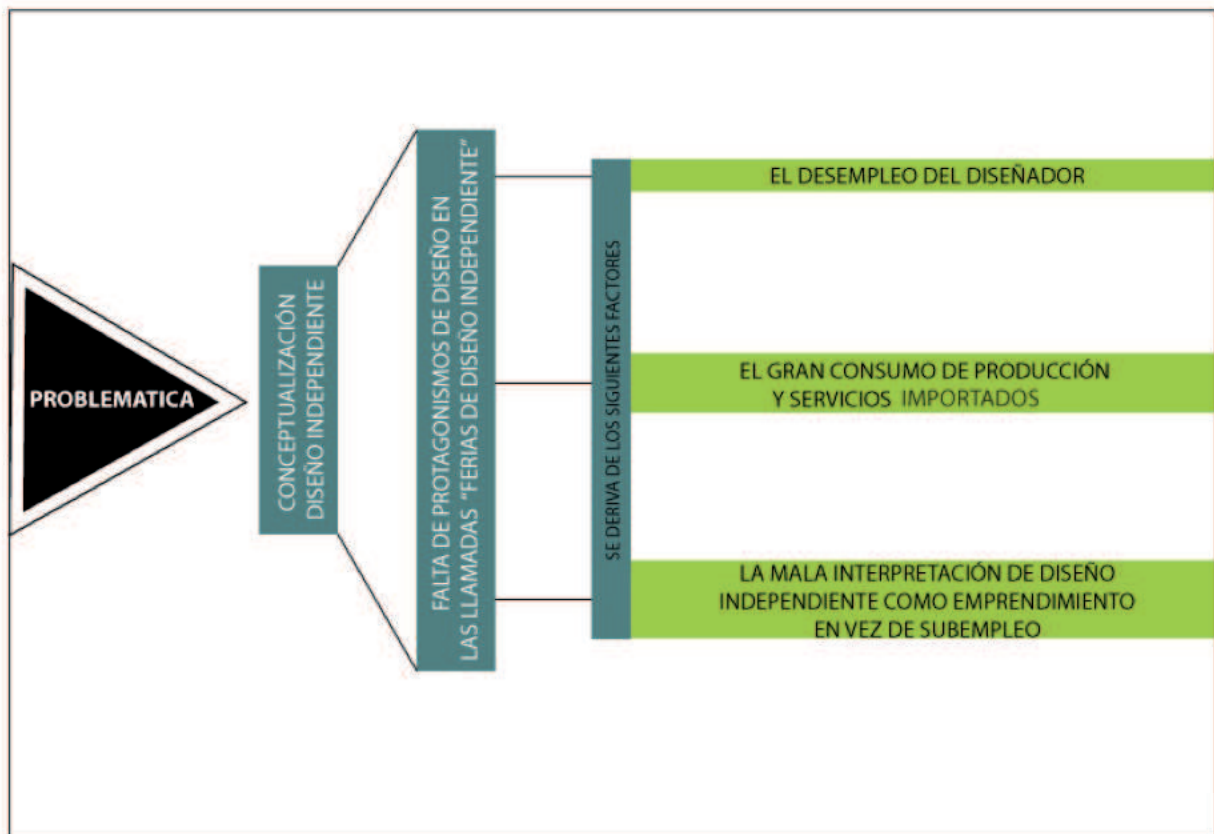 PROBLEMATICA
CONCEPTUALIZACIÓN
DISEÑO INDEPENDIENTE
FALTA DE PROTAGONISMOS DE DISEÑO EN
LAS LLAMADAS "FERIAS DE DISEÑO INDEPENDIENTE"
SE DERIVA DE LOS SIGUIENTES FACTORES
EL DESEMPLEO DEL DISEÑADOR
EL GRAN CONSUMO DE PRODUCCIÓN
Y SERVICIOS IMPORTADOS
LA MALA INTERPRETACIÓN DE DISEÑO
INDEPENDIENTE COMO EMPRENDIMIENTO
EN VEZ DE SUBEMPLEO